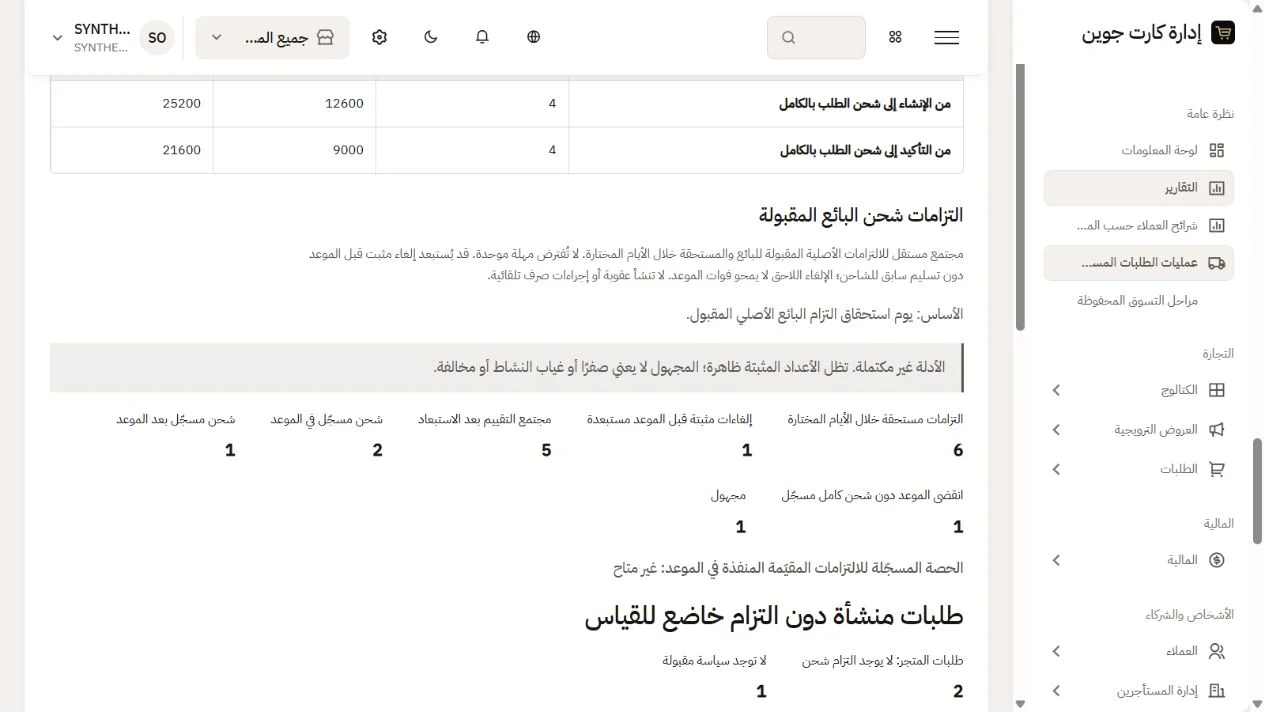 إدارة كارت جوين
جميع المـ...
SO
SYNTH...
SYNTHE...
نظرة عامة
لوحة المعلومات
التقارير
شرائح العملاء حسب المـ...
عمليات الطلبات المسـ...
مراحل التسوق المحفوظة
التجارة
الكتالوج
العروض الترويجية
الطلبات
المالية
المالية
الأشخاص والشركاء
العملاء
إدارة المستأجرين
من الإنشاء إلى شحن الطلب بالكامل 4 12600 25200
من التأكيد إلى شحن الطلب بالكامل 4 9000 21600
التزامات شحن البائع المقبولة
مجتمع مستقل للالتزامات الأصلية المقبولة للبائع والمستحقة خلال الأيام المختارة. لا تُفترض مهلة موحدة. قد يُستبعد إلغاء مثبت قبل الموعد
دون تسليم سابق للشاحن؛ الإلغاء اللاحق لا يمحو فوات الموعد. لا تنشأ عقوبة أو إجراءات صرف تلقائية.
الأساس: يوم استحقاق التزام البائع الأصلي المقبول.
الأدلة غير مكتملة. تظل الأعداد المثبتة ظاهرة؛ المجهول لا يعني صفرًا أو غياب النشاط أو مخالفة.
التزامات مستحقة خلال الأيام المختارة إلغاءات مثبتة قبل الموعد مستبعدة مجتمع التقييم بعد الاستبعاد شحن مسجّل في الموعد شحن مسجّل بعد الموعد
6 1 5 2 1
انقضى الموعد دون شحن كامل مسجّل مجهول
1 1
الحصة المسجّلة للالتزامات المقيّمة المنفذة في الموعد: غير متاح
طلبات منشأة دون التزام خاضع للقياس
طلبات المتجر: لا يوجد التزام شحن لا توجد سياسة مقبولة
2 1